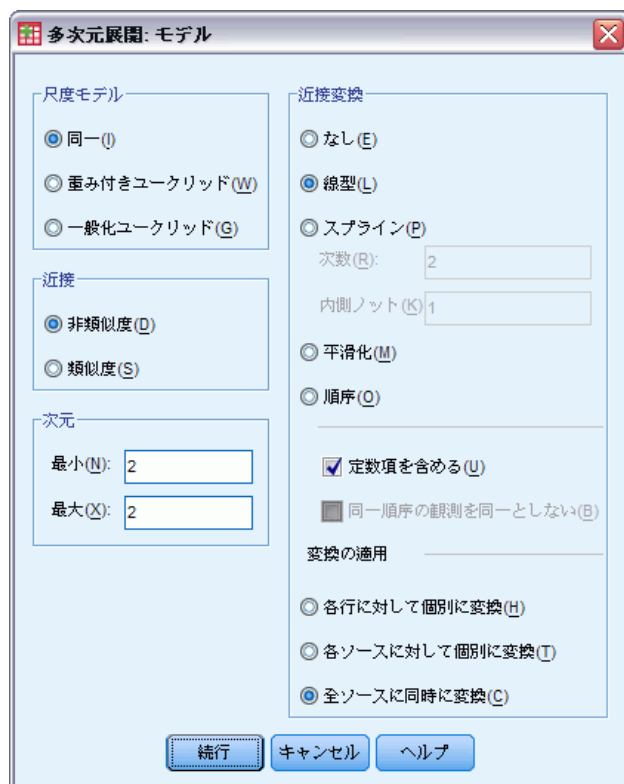 多次元展開: モデル
尺度モデル
同一(I)
重み付きユークリッド(W)
一般化ユークリッド(G)
近接
非類似度(D)
類似度(S)
次元
最小(N): 2
最大(X): 2
近接変換
なし(E)
線型(L)
スプライン(P)
次数(R): 2
内側ノット(K) 1
平滑化(M)
順序(O)
定数項を含める(U)
同一順序の観測を同一としない(B)
変換の適用
各行に対して個別に変換(H)
各ソースに対して個別に変換(T)
全ソースに同時に変換(C)
続行
キャンセル
ヘルプ